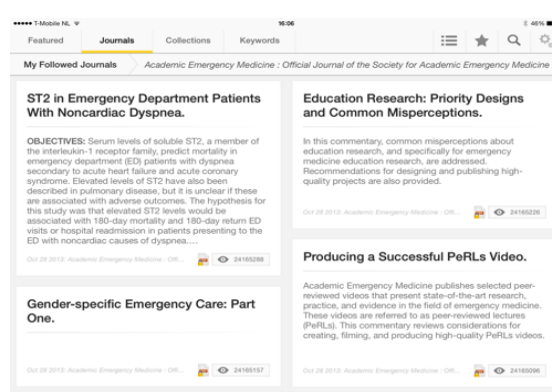 T-Mobile NL 16:06 46%
Featured Journals Collections Keywords
My Followed Journals Academic Emergency Medicine : Official Journal of the Society for Academic Emergency Medicine
ST2 in Emergency Department Patients
With Noncardiac Dyspnea.
OBJECTIVES: Serum levels of soluble ST2, a member of
the interleukin-1 receptor family, predict mortality in
emergency department (ED) patients with dyspnea
secondary to acute heart failure and acute coronary
syndrome. Elevated levels of ST2 have also been
described in pulmonary disease, but it is unclear if these
are associated with adverse outcomes. The hypothesis for
this study was that elevated ST2 levels would be
associated with 180-day mortality and 180-day return ED
visits or hospital readmission in patients presenting to the
ED with noncardiac causes of dyspnea....
Oct 28 2013: Academic Emergency Medicine : Offi... 24165288
Gender-specific Emergency Care: Part
One.
Oct 28 2013: Academic Emergency Medicine : Offi... 24165157
Education Research: Priority Designs
and Common Misperceptions.
In this commentary, common misperceptions about
education research, and specifically for emergency
medicine education research, are addressed.
Recommendations for designing and publishing high-
quality projects are also provided.
Oct 28 2013: Academic Emergency Medicine : Offi... 24165226
Producing a Successful PeRLs Video.
Academic Emergency Medicine publishes selected peer-
reviewed videos that present state-of-the-art research,
practice, and evidence in the field of emergency medicine.
These videos are referred to as peer-reviewed lectures
(PeRLs). This commentary reviews considerations for
creating, filming, and producing high-quality PeRLs videos.
Oct 28 2013: Academic Emergency Medicine : Offi... 24165086